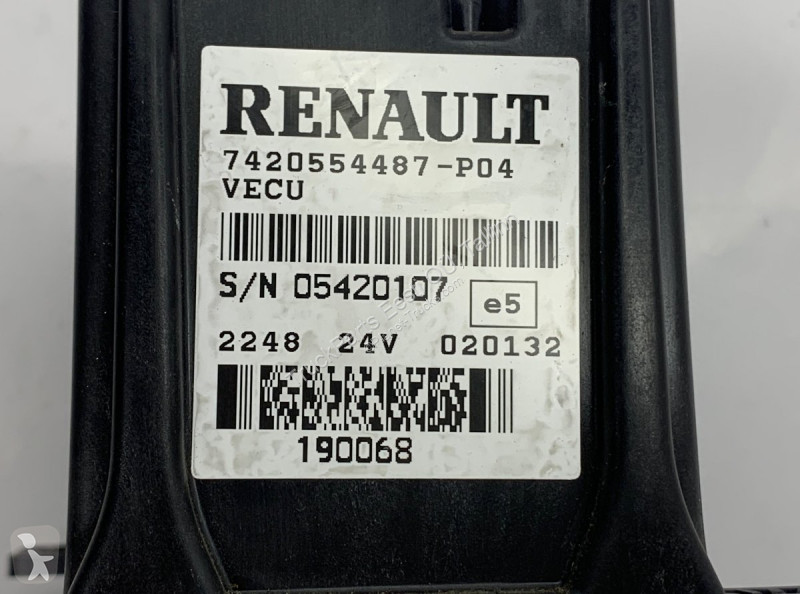 RENAULT
7420554487-P04
VECU
S/N 05420107
e5
2248 24V 020132
190068